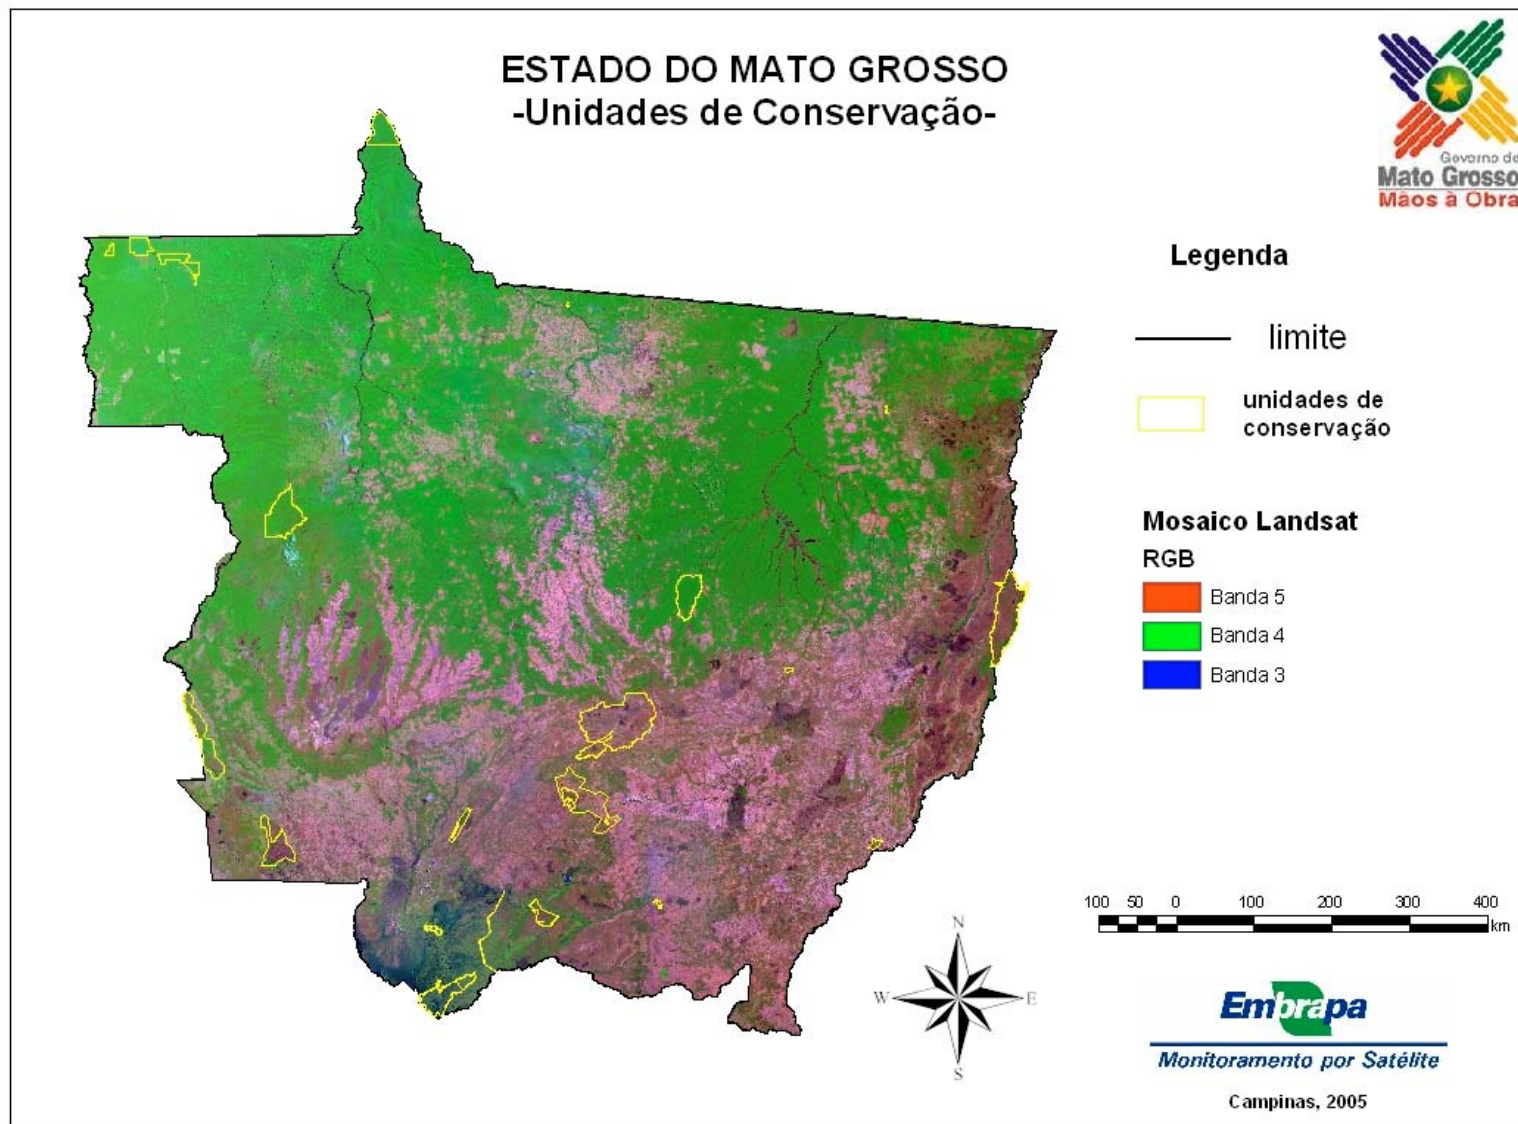 ESTADO DO MATO GROSSO
-Unidades de Conservação-
Governo de
Mato Grosso
Mãos à Obra
Legenda
limite
unidades de
conservação
Mosaico Landsat
RGB
Banda 5
Banda 4
Banda 3
100 50 0 100 200 300 400
km
N
W E
S
Embrapa
Monitoramento por Satélite
Campinas, 2005